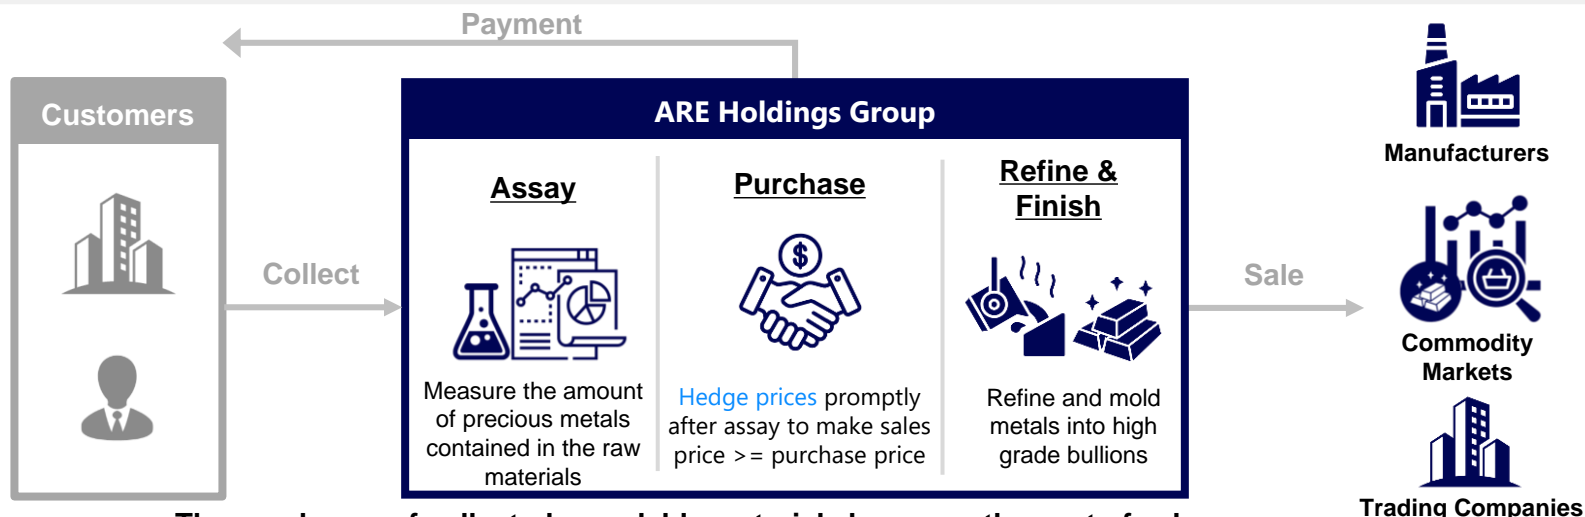 Payment
Customers
ARE Holdings Group
Assay
Purchase
Refine &
Finish
Collect
Sale
Measure the amount
of precious metals
contained in the raw
materials
Hedge prices promptly
after assay to make sales
price >= purchase price
Refine and mold
metals into high
grade bullions
Manufacturers
Commodity
Markets
Trading Companies